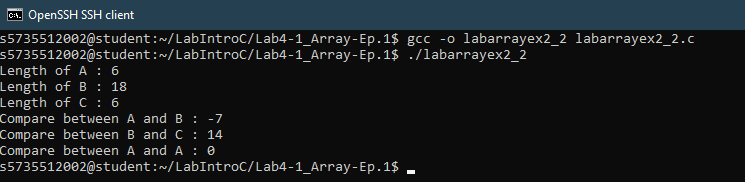 OpenSSH SSH client
s5735512002@student:~/LabIntroC/Lab4-1_Array-Ep.1$ gcc -o labarrayex2_2 labarrayex2_2.c
s5735512002@student:~/LabIntroC/Lab4-1_Array-Ep.1$ ./labarrayex2_2
Length of A : 6
Length of B : 18
Length of C : 6
Compare between A and B : -7
Compare between B and C : 14
Compare between A and A : 0
s5735512002@student:~/LabIntroC/Lab4-1_Array-Ep.1$